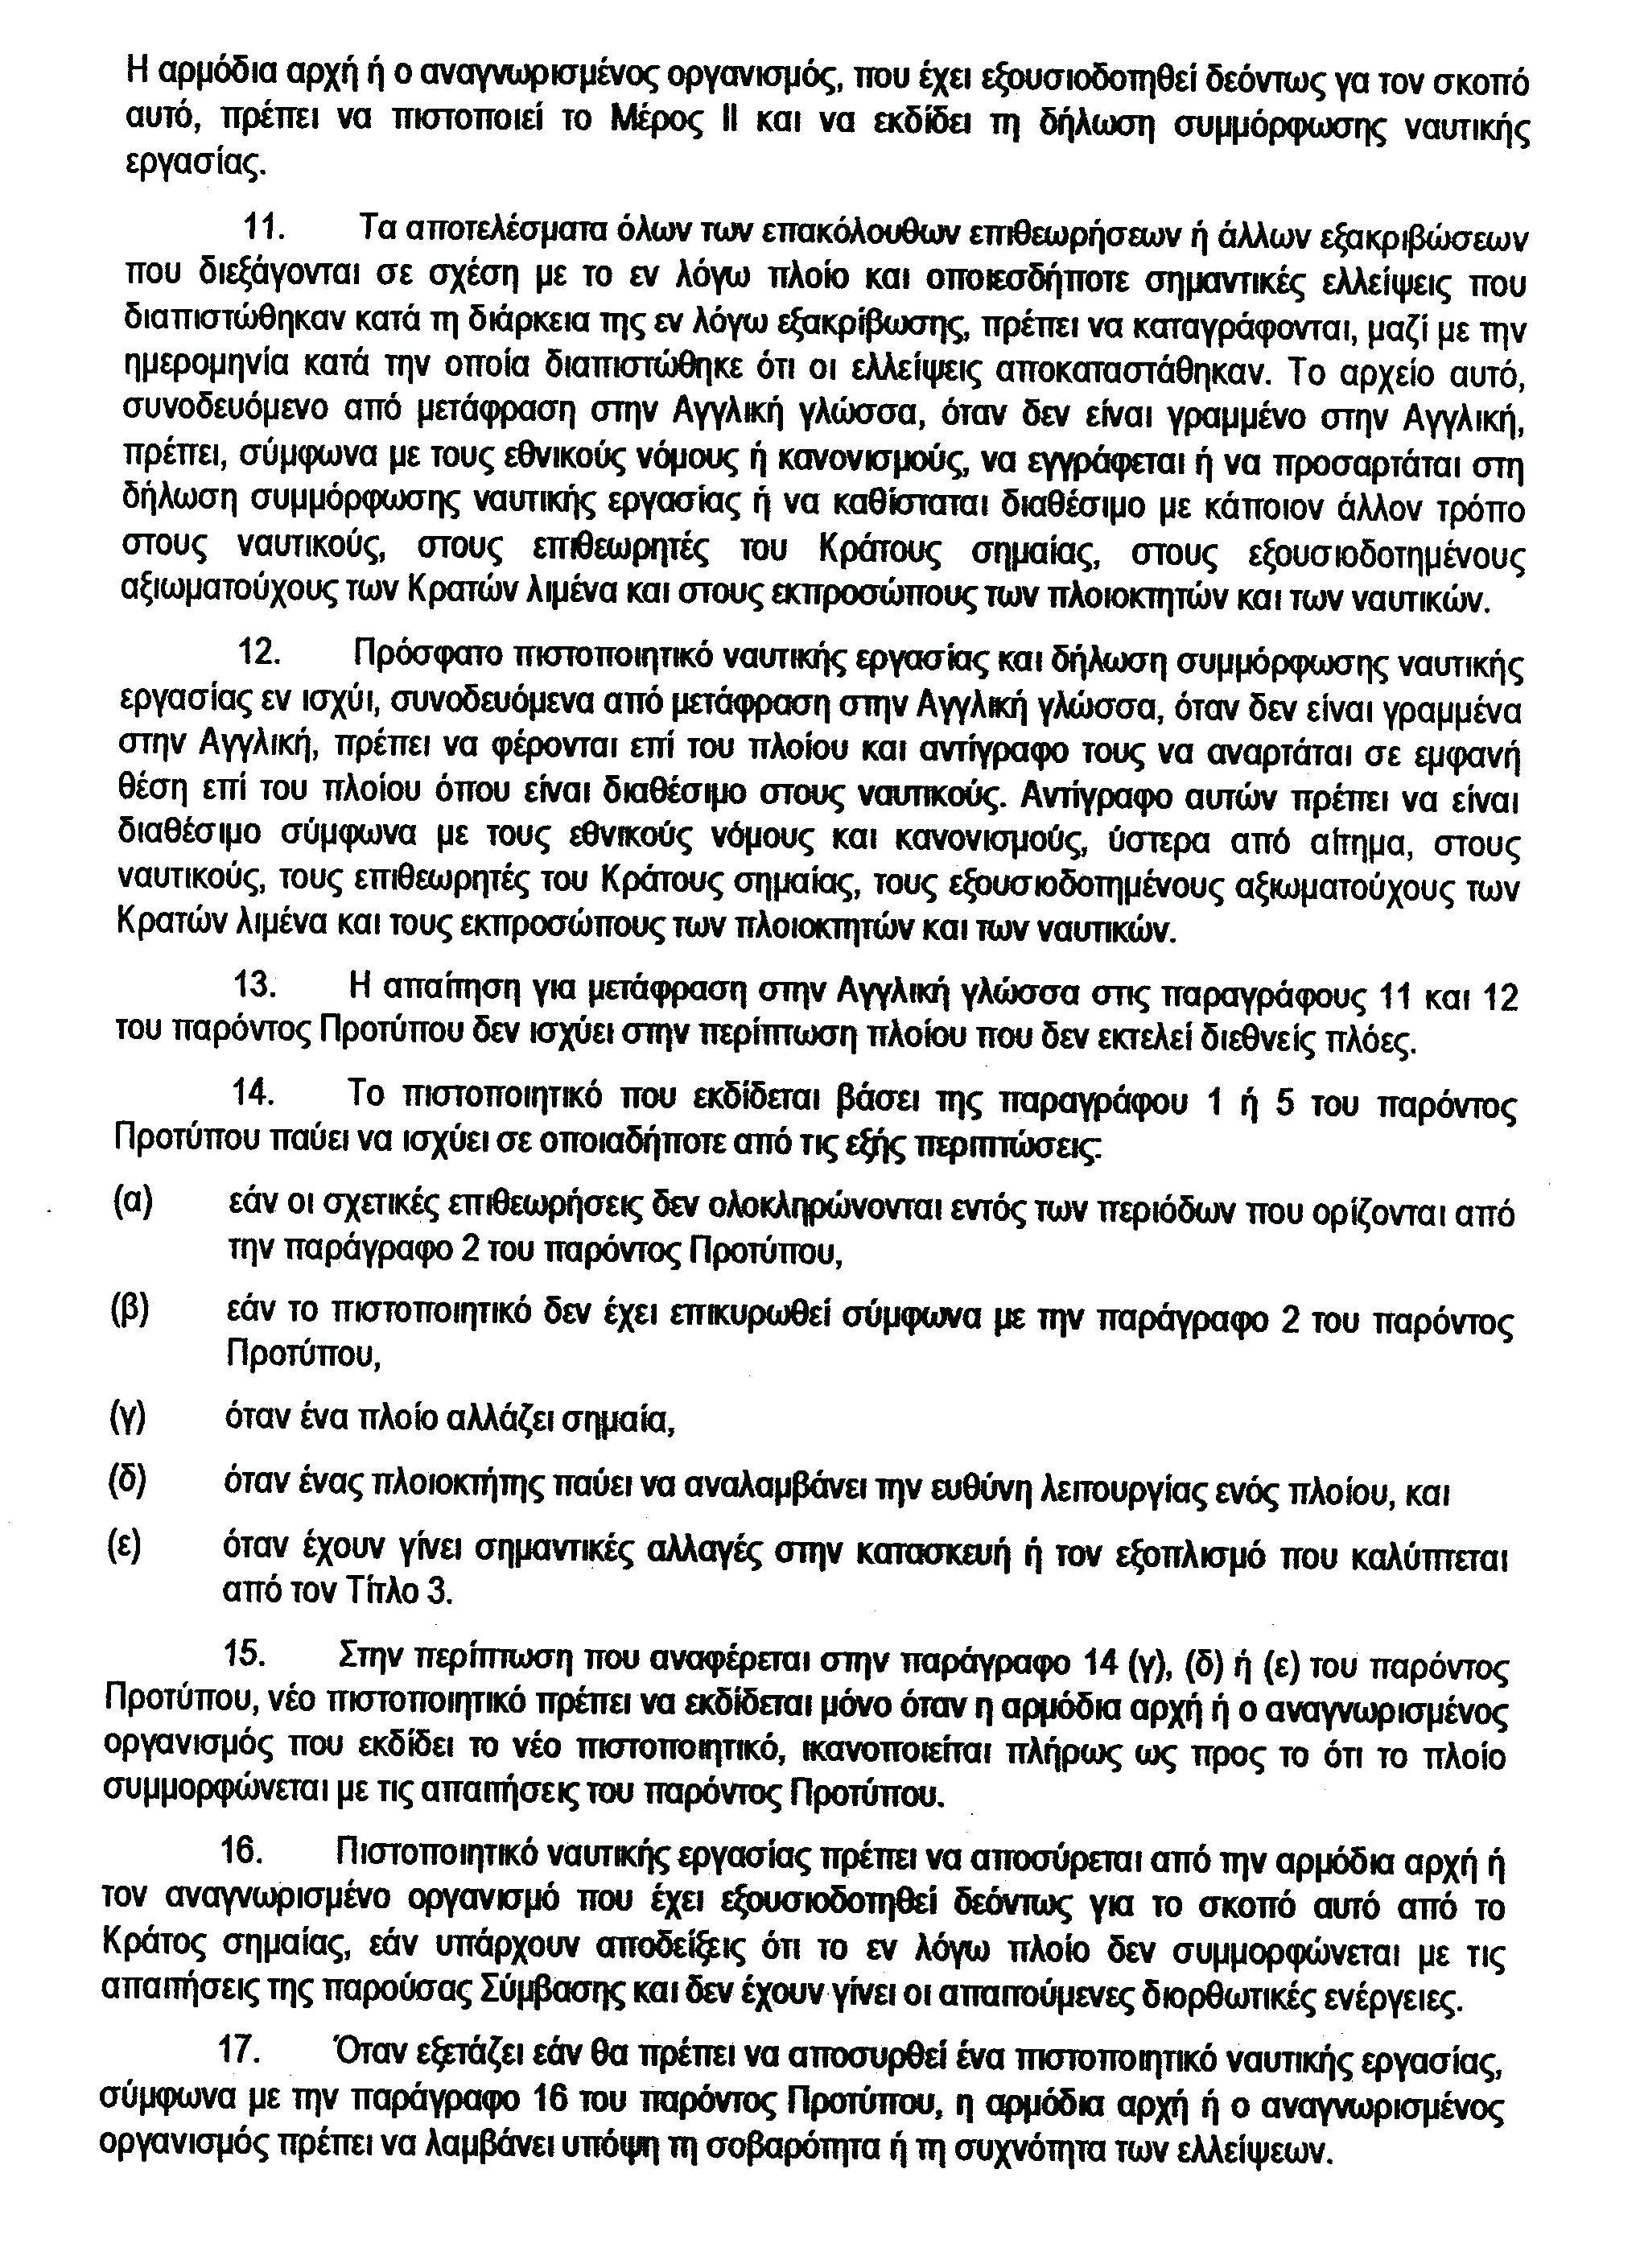 Η αρμόδια αρχή ή ο αναγνωρισμένος οργανισμός, που έχει εξουσιοδοτηθεί δεόντως γα τον σκοπό
αυτό, πρέπει να πιστοποιεί το Μέρος ΙΙ και να εκδίδει τη δήλωση συμμόρφωσης ναυτικής
εργασίας.
11. Τα αποτελέσματα όλων των επακόλουθων επιθεωρήσεων ή άλλων εξακριβώσεων
που διεξάγονται σε σχέση με το εν λόγω πλοίο και οποιεσδήποτε σημαντικές ελλείψεις που
διαπιστώθηκαν κατά τη διάρκεια της εν λόγω εξακρίβωσης, πρέπει να καταγράφονται, μαζί με την
ημερομηνία κατά την οποία διαπιστώθηκε ότι οι ελλείψεις αποκαταστάθηκαν. Το αρχείο αυτό,
συνοδευόμενο από μετάφραση στην Αγγλική γλώσσα, όταν δεν είναι γραμμένο στην Αγγλική,
πρέπει, σύμφωνα με τους εθνικούς νόμους ή κανονισμούς, να εγγράφεται ή να προσαρτάται στη
δήλωση συμμόρφωσης ναυτικής εργασίας ή να καθίσταται διαθέσιμο με κάποιον άλλον τρόπο
στους ναυτικούς, στους επιθεωρητές του Κράτους σημαίας, στους εξουσιοδοτημένους
αξιωματούχους των Κρατών λιμένα και στους εκπροσώπους των πλοιοκτητών και των ναυτικών.
12. Πρόσφατο πιστοποιητικό ναυτικής εργασίας και δήλωση συμμόρφωσης ναυτικής
εργασίας εν ισχύι, συνοδευόμενα από μετάφραση στην Αγγλική γλώσσα, όταν δεν είναι γραμμένα
στην Αγγλική, πρέπει να φέρονται επί του πλοίου και αντίγραφο τους να αναρτάται σε εμφανή
θέση επί του πλοίου όπου είναι διαθέσιμο στους ναυτικούς. Αντίγραφο αυτών πρέπει να είναι
διαθέσιμο σύμφωνα με τους εθνικούς νόμους και κανονισμούς, ύστερα από αίτημα, στους
ναυτικούς, τους επιθεωρητές του Κράτους σημαίας, τους εξουσιοδοτημένους αξιωματούχους των
Κρατών λιμένα και τους εκπροσώπους των πλοιοκτητών και των ναυτικών.
13. Η απαίτηση για μετάφραση στην Αγγλική γλώσσα στις παραγράφους 11 και 12
του παρόντος Προτύπου δεν ισχύει στην περίπτωση πλοίου που δεν εκτελεί διεθνείς πλόες.
14. Το πιστοποιητικό που εκδίδεται βάσει της παραγράφου 1 ή 5 του παρόντος
Προτύπου παύει να ισχύει σε οποιαδήποτε από τις εξής περιπτώσεις:
(α) εάν οι σχετικές επιθεωρήσεις δεν ολοκληρώνονται εντός των περιόδων που ορίζονται από
την παράγραφο 2 του παρόντος Προτύπου,
(β) εάν το πιστοποιητικό δεν έχει επικυρωθεί σύμφωνα με την παράγραφο 2 του παρόντος
Προτύπου,
(γ) όταν ένα πλοίο αλλάζει σημαία,
(δ) όταν ένας πλοιοκτήτης παύει να αναλαμβάνει την ευθύνη λειτουργίας ενός πλοίου, και
(ε) όταν έχουν γίνει σημαντικές αλλαγές στην κατασκευή ή τον εξοπλισμό που καλύπτεται
από τον Τίτλο 3.
15. Στην περίπτωση που αναφέρεται στην παράγραφο 14 (γ), (δ) ή (ε) του παρόντος
Προτύπου, νέο πιστοποιητικό πρέπει να εκδίδεται μόνο όταν η αρμόδια αρχή ή ο αναγνωρισμένος
οργανισμός που εκδίδει το νέο πιστοποιητικό, ικανοποιείται πλήρως ως προς το ότι το πλοίο
συμμορφώνεται με τις απαιτήσεις του παρόντος Προτύπου.
16. Πιστοποιητικό ναυτικής εργασίας πρέπει να αποσύρεται από την αρμόδια αρχή ή
τον αναγνωρισμένο οργανισμό που έχει εξουσιοδοτηθεί δεόντως για το σκοπό αυτό από το
Κράτος σημαίας, εάν υπάρχουν αποδείξεις ότι το εν λόγω πλοίο δεν συμμορφώνεται με τις
απαιτήσεις της παρούσας Σύμβασης και δεν έχουν γίνει οι απαιτούμενες διορθωτικές ενέργειες.
17. Όταν εξετάζει εάν θα πρέπει να αποσυρθεί ένα πιστοποιητικό ναυτικής εργασίας,
σύμφωνα με την παράγραφο 16 του παρόντος Προτύπου, η αρμόδια αρχή ή ο αναγνωρισμένος
οργανισμός πρέπει να λαμβάνει υπόψη τη σοβαρότητα ή τη συχνότητα των ελλείψεων.